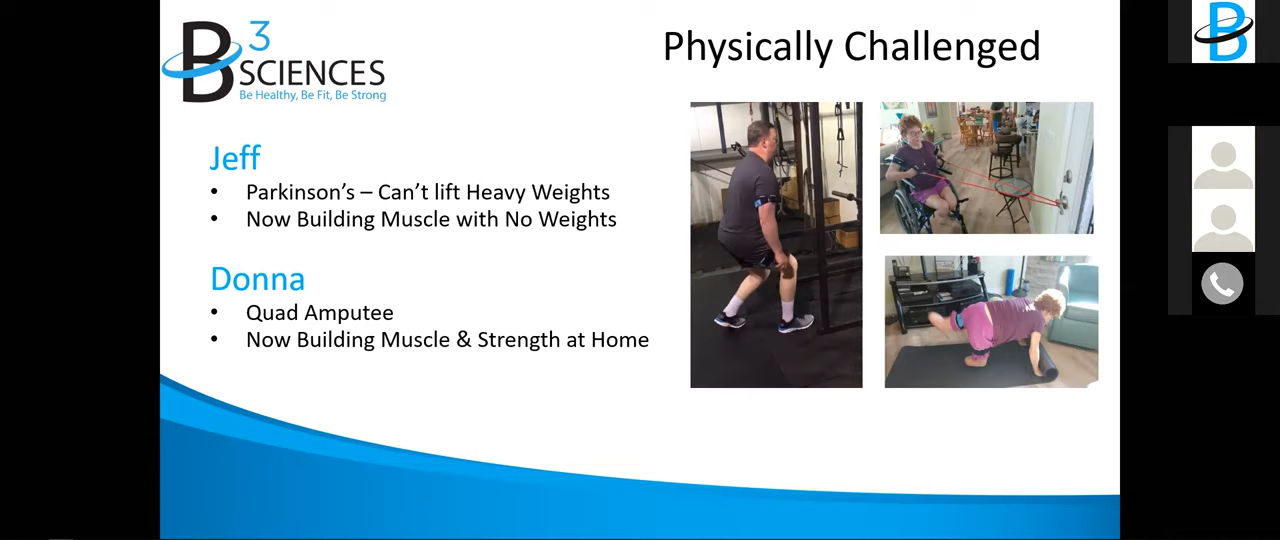 B3 SCIENCES
Be Healthy, Be Fit, Be Strong
Physically Challenged
Jeff
• Parkinson's – Can't lift Heavy Weights
• Now Building Muscle with No Weights
Donna
• Quad Amputee
• Now Building Muscle & Strength at Home
B